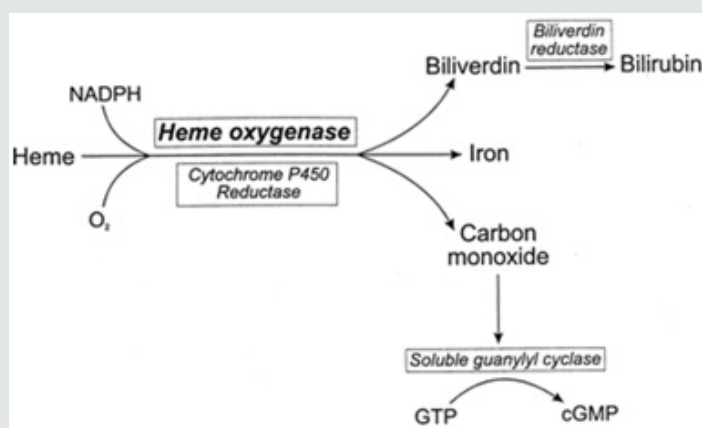 Biliverdin
reductase
Biliverdin
Bilirubin
NADPH
Heme oxygenase
Heme
Iron
Cytochrome P450
Reductase
O₂
Carbon
monoxide
Soluble guanylyl cyclase
GTP
cGMP